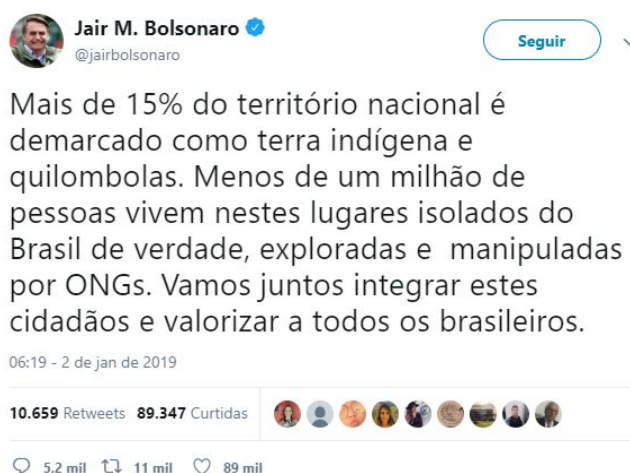 Jair M. Bolsonaro
@jairbolsonaro
Seguir
Mais de 15% do território nacional é
demarcado como terra indígena e
quilombolas. Menos de um milhão de
pessoas vivem nestes lugares isolados do
Brasil de verdade, exploradas e manipuladas
por ONGs. Vamos juntos integrar estes
cidadãos e valorizar a todos os brasileiros.
06:19 - 2 de jan de 2019
10.659 Retweets 89.347 Curtidas
5,2 mil 11 mil 89 mil